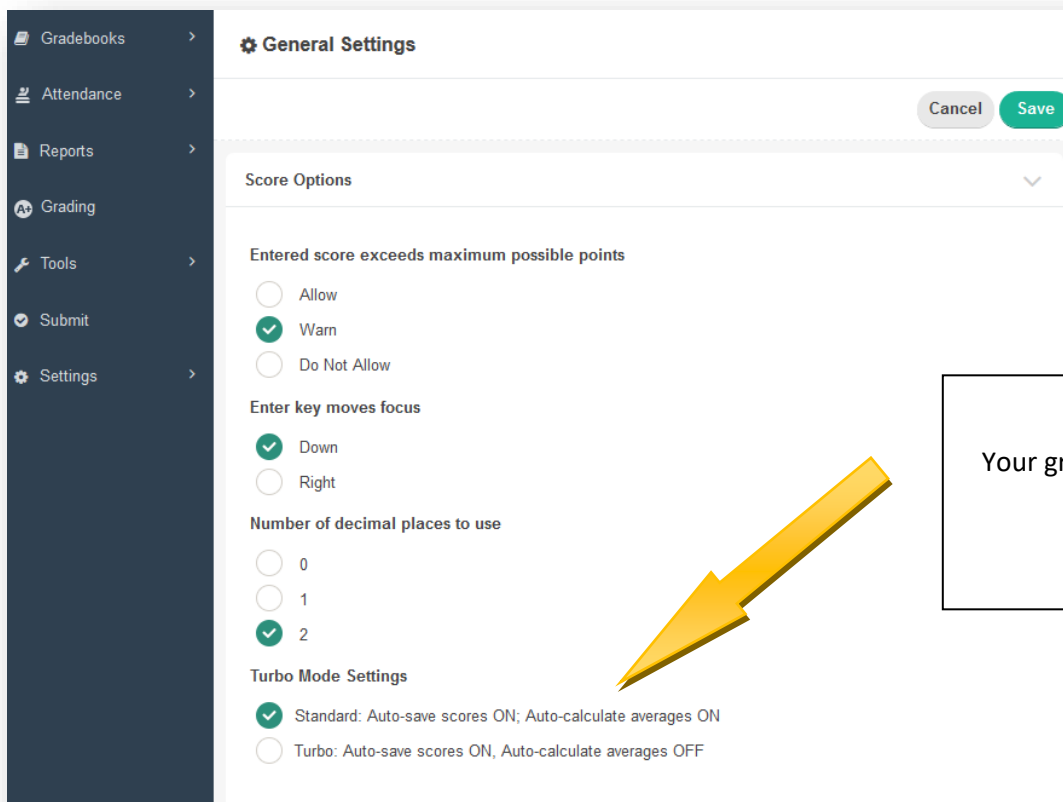 Gradebooks
Attendance
Reports
A+ Grading
Tools
Submit
Settings
General Settings
Cancel Save
Score Options
Entered score exceeds maximum possible points
Allow
Warn
Do Not Allow
Enter key moves focus
Down
Right
Number of decimal places to use
0
1
2
Turbo Mode Settings
Standard: Auto-save scores ON; Auto-calculate averages ON
Turbo: Auto-save scores ON, Auto-calculate averages OFF
Your